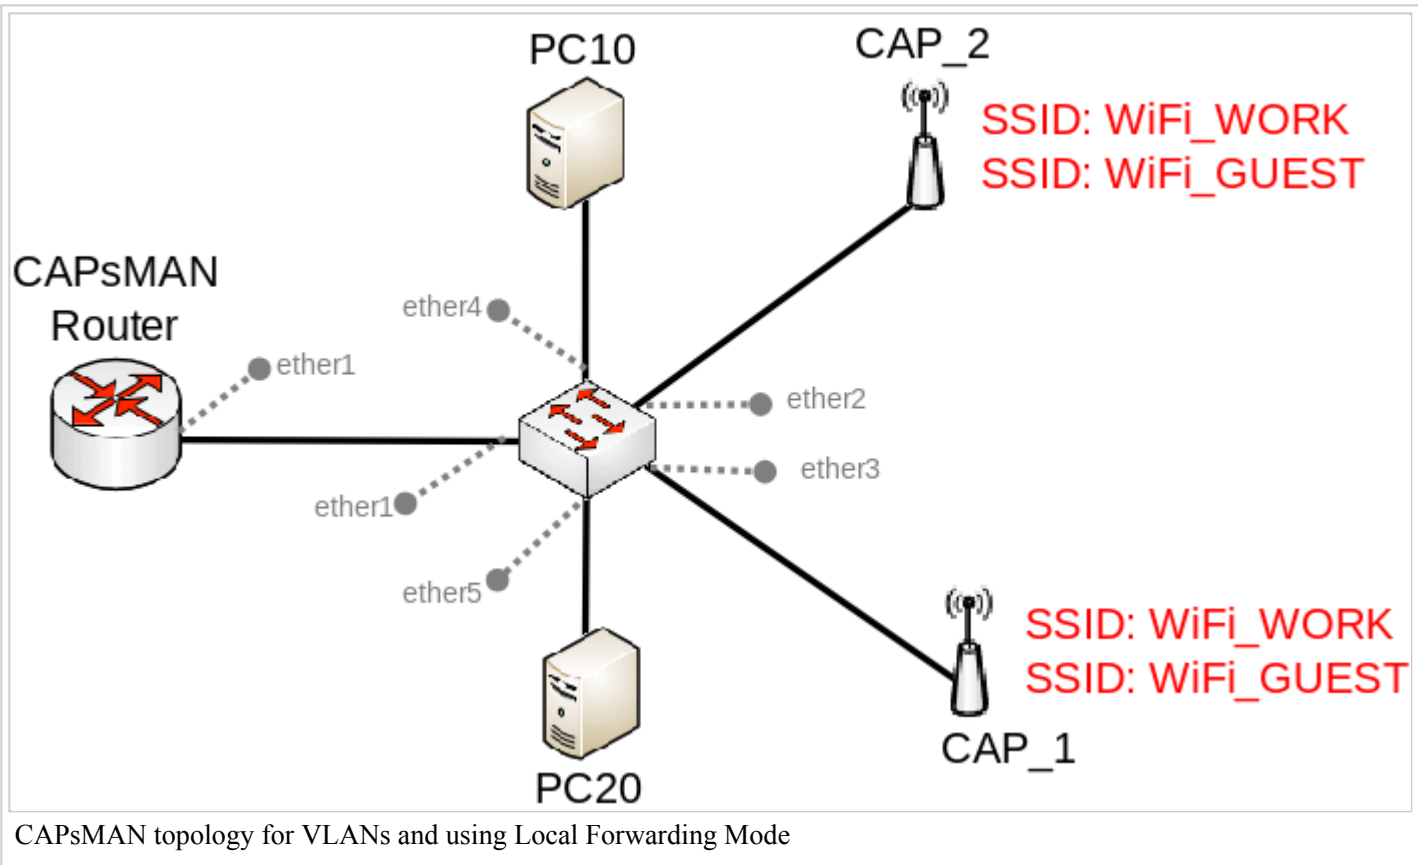 PC10
CAP_2
SSID: WiFi_WORK
SSID: WiFi_GUEST
CAPsMAN
Router
ether4
ether1
ether2
ether3
ether1
ether5
SSID: WiFi_WORK
SSID: WiFi_GUEST
CAP_1
PC20
CAPsMAN topology for VLANs and using Local Forwarding Mode